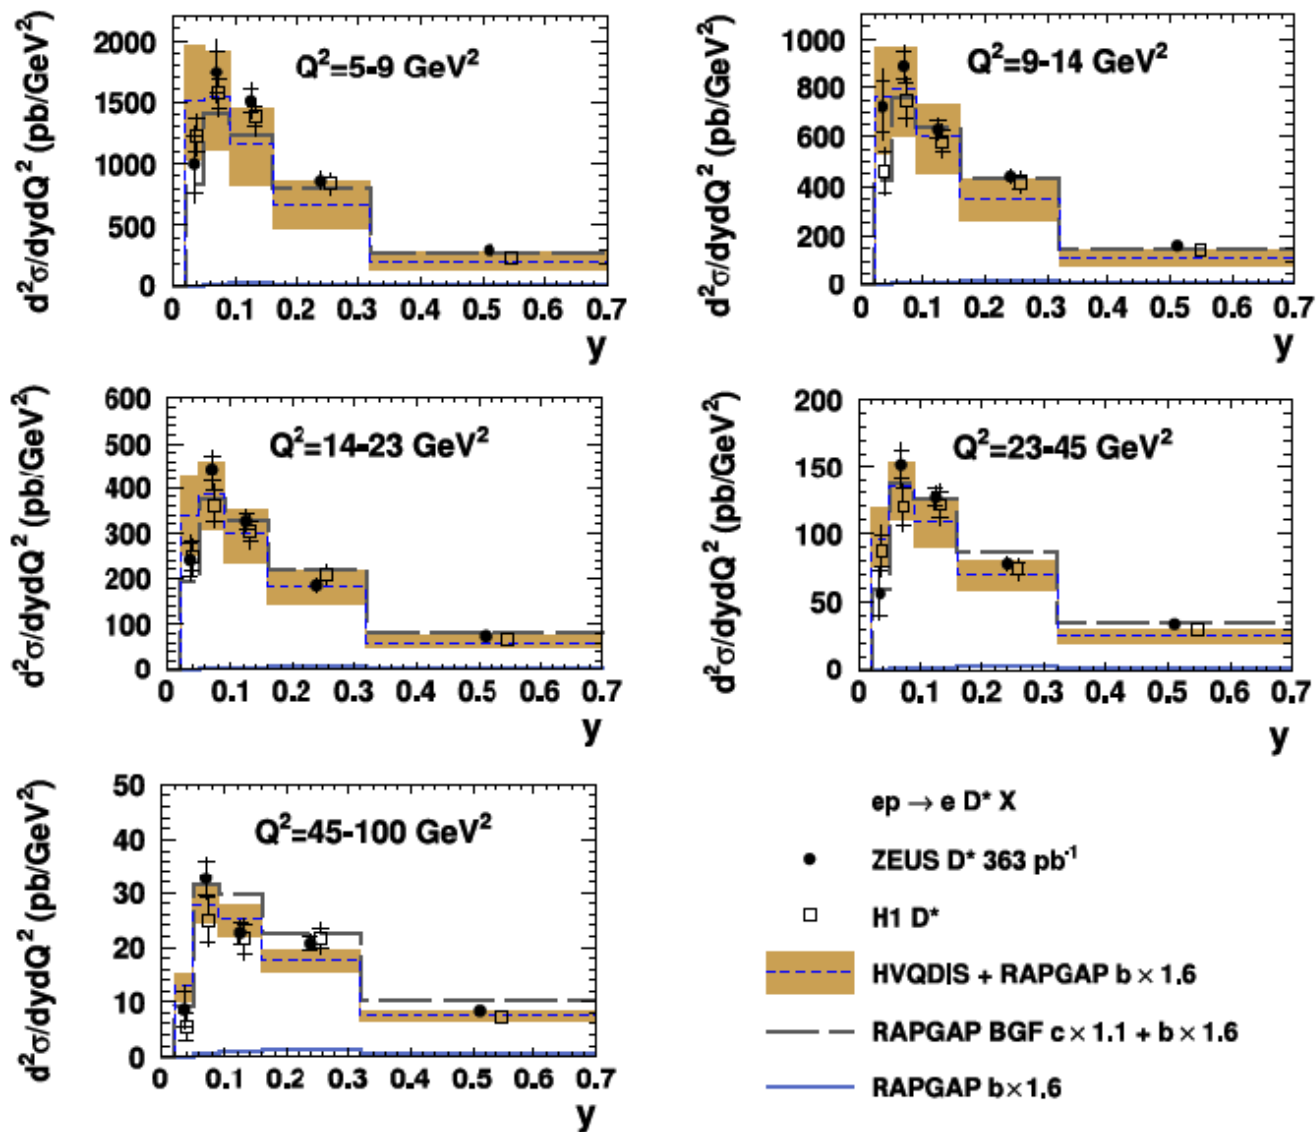 d²σ/dydQ² (pb/GeV²)
Q²=5-9 GeV²
2000
1500
1000
500
0
0 0.1 0.2 0.3 0.4 0.5 0.6 0.7
y
d²σ/dydQ² (pb/GeV²)
Q²=9-14 GeV²
1000
800
600
400
200
0
0 0.1 0.2 0.3 0.4 0.5 0.6 0.7
y
d²σ/dydQ² (pb/GeV²)
Q²=14-23 GeV²
600
500
400
300
200
100
0
0 0.1 0.2 0.3 0.4 0.5 0.6 0.7
y
d²σ/dydQ² (pb/GeV²)
Q²=23-45 GeV²
200
150
100
50
0
0 0.1 0.2 0.3 0.4 0.5 0.6 0.7
y
d²σ/dydQ² (pb/GeV²)
Q²=45-100 GeV²
50
40
30
20
10
0
0 0.1 0.2 0.3 0.4 0.5 0.6 0.7
y
ep → e D* X
ZEUS D* 363 pb⁻¹
H1 D*
HVQDIS + RAPGAP b × 1.6
RAPGAP BGF c × 1.1 + b × 1.6
RAPGAP b×1.6